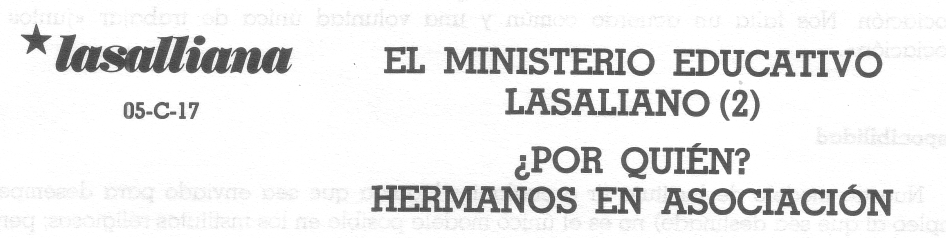 ★lasalliana
05-C-17
EL MINISTERIO EDUCATIVO
LASALIANO (2)
¿POR QUIÉN?
HERMANOS EN ASOCIACIÓN